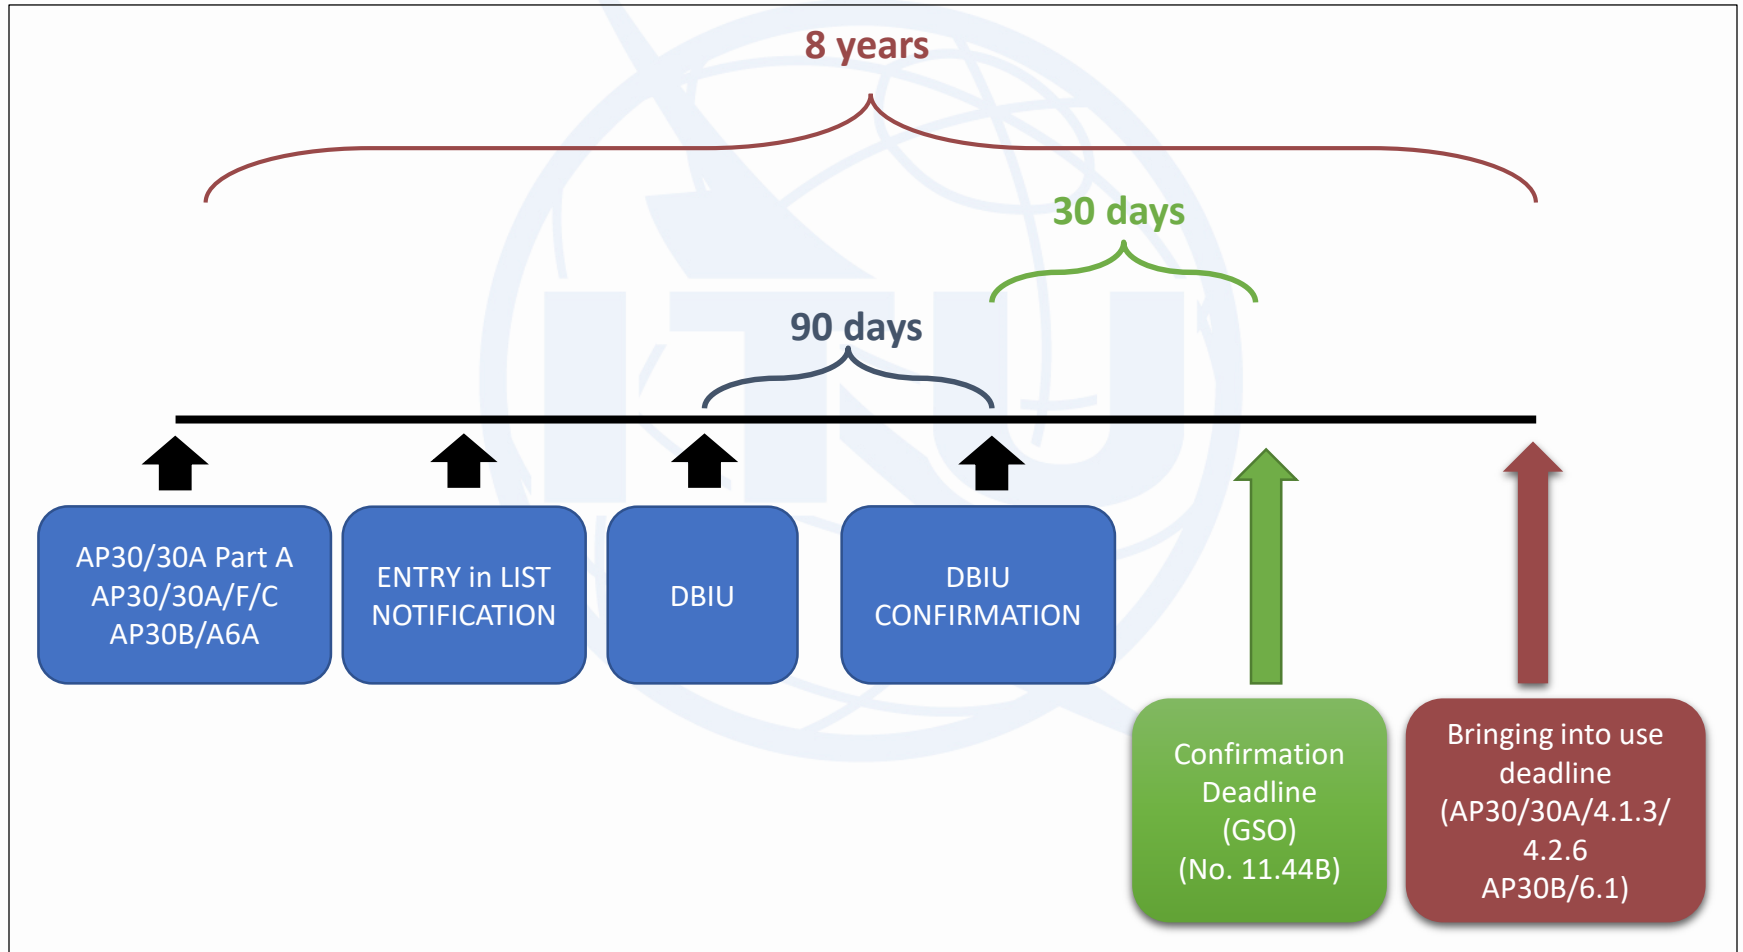 8 years
30 days
90 days
ITU
AP30/30A Part A
AP30/30A/F/C
AP30B/A6A
ENTRY in LIST
NOTIFICATION
DBIU
DBIU
CONFIRMATION
Confirmation
Deadline
(GSO)
(No. 11.44B)
Bringing into use
deadline
(AP30/30A/4.1.3/
4.2.6
AP30B/6.1)